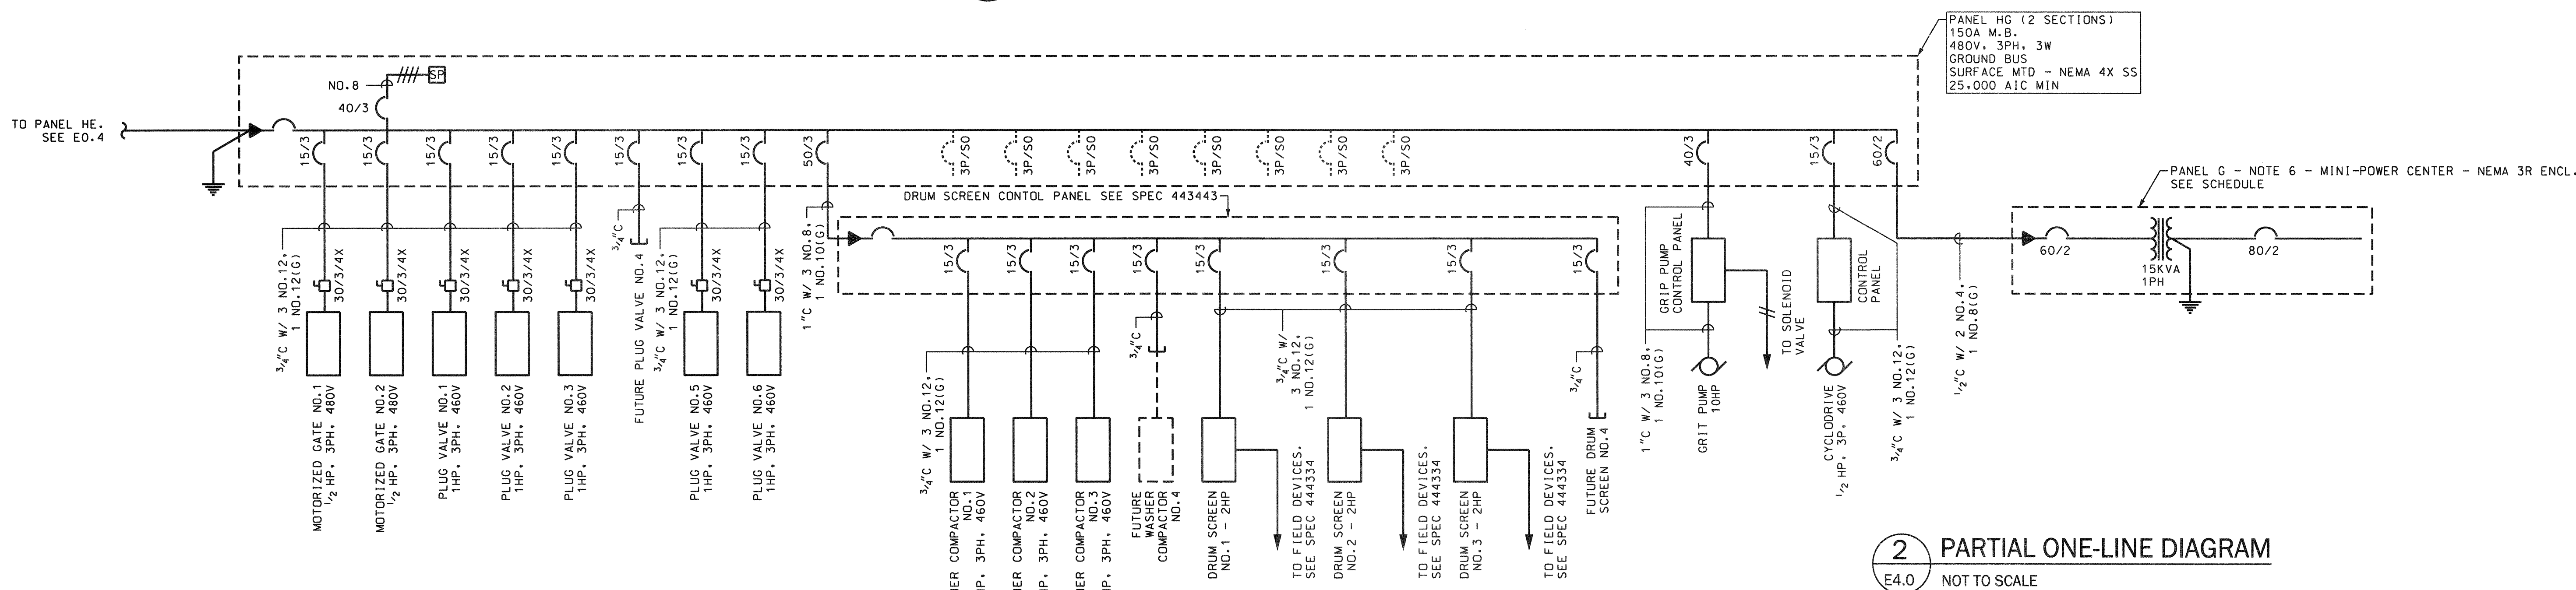 PANEL HG (2 SECTIONS)
150A M.B.
480V, 3PH, 3W
GROUND BUS
SURFACE MTD - NEMA 4X SS
25,000 AIC MIN
TO PANEL HE.
SEE E0.4
NO.8
SP
40/3
15/3
15/3
15/3
15/3
15/3
15/3
15/3
15/3
50/3
3P/SO
3P/SO
3P/SO
3P/SO
3P/SO
3P/SO
3P/SO
3P/SO
40/3
15/3
60/2
PANEL G - NOTE 6 - MINI-POWER CENTER - NEMA 3R ENCL.
SEE SCHEDULE
60/2
15KVA
1PH
80/2
DRUM SCREEN CONTOL PANEL SEE SPEC 443443
15/3
15/3
15/3
15/3
15/3
15/3
15/3
15/3
3/4"C W/ 3 NO.12,
1 NO.12(G)
30/3/4X
30/3/4X
30/3/4X
30/3/4X
30/3/4X
3/4"C
3/4"C W/ 3 NO.12,
1 NO.12(G)
30/3/4X
30/3/4X
1"C W/ 3 NO.8,
1 NO.10(G)
MOTORIZED GATE NO.1
1/2 HP, 3PH, 480V
MOTORIZED GATE NO.2
1/2 HP, 3PH, 480V
PLUG VALVE NO.1
1HP, 3PH, 460V
PLUG VALVE NO.2
1HP, 3PH, 460V
PLUG VALVE NO.3
1HP, 3PH, 460V
FUTURE PLUG VALVE NO.4
PLUG VALVE NO.5
1HP, 3PH, 460V
PLUG VALVE NO.6
1HP, 3PH, 460V
3/4"C W/ 3 NO.12,
1 NO.12(G)
3/4"C
3/4"C W/
3 NO.12,
1 NO.12(G)
3/4"C
HER COMPACTOR
NO.1
HP, 3PH, 460V
HER COMPACTOR
NO.2
HP, 3PH, 460V
HER COMPACTOR
NO.3
HP, 3PH, 460V
FUTURE
WASHER
COMPACTOR
NO.4
DRUM SCREEN
NO.1 - 2HP
TO FIELD DEVICES.
SEE SPEC 444334
DRUM SCREEN
NO.2 - 2HP
TO FIELD DEVICES.
SEE SPEC 444334
DRUM SCREEN
NO.3 - 2HP
TO FIELD DEVICES.
SEE SPEC 444334
FUTURE DRUM
SCREEN NO.4
GRIP PUMP
CONTROL PANEL
1"C W/ 3 NO.8,
1 NO.10(G)
GRIT PUMP
10HP
TO SOLENOID
VALVE
CONTROL
PANEL
CYCLODRIVE
1/2 HP, 3P, 460V
3/4"C W/ 3 NO.12,
1 NO.12(G)
1/2"C W/ 2 NO.4,
1 NO.8(G)
2
E4.0
PARTIAL ONE-LINE DIAGRAM
NOT TO SCALE